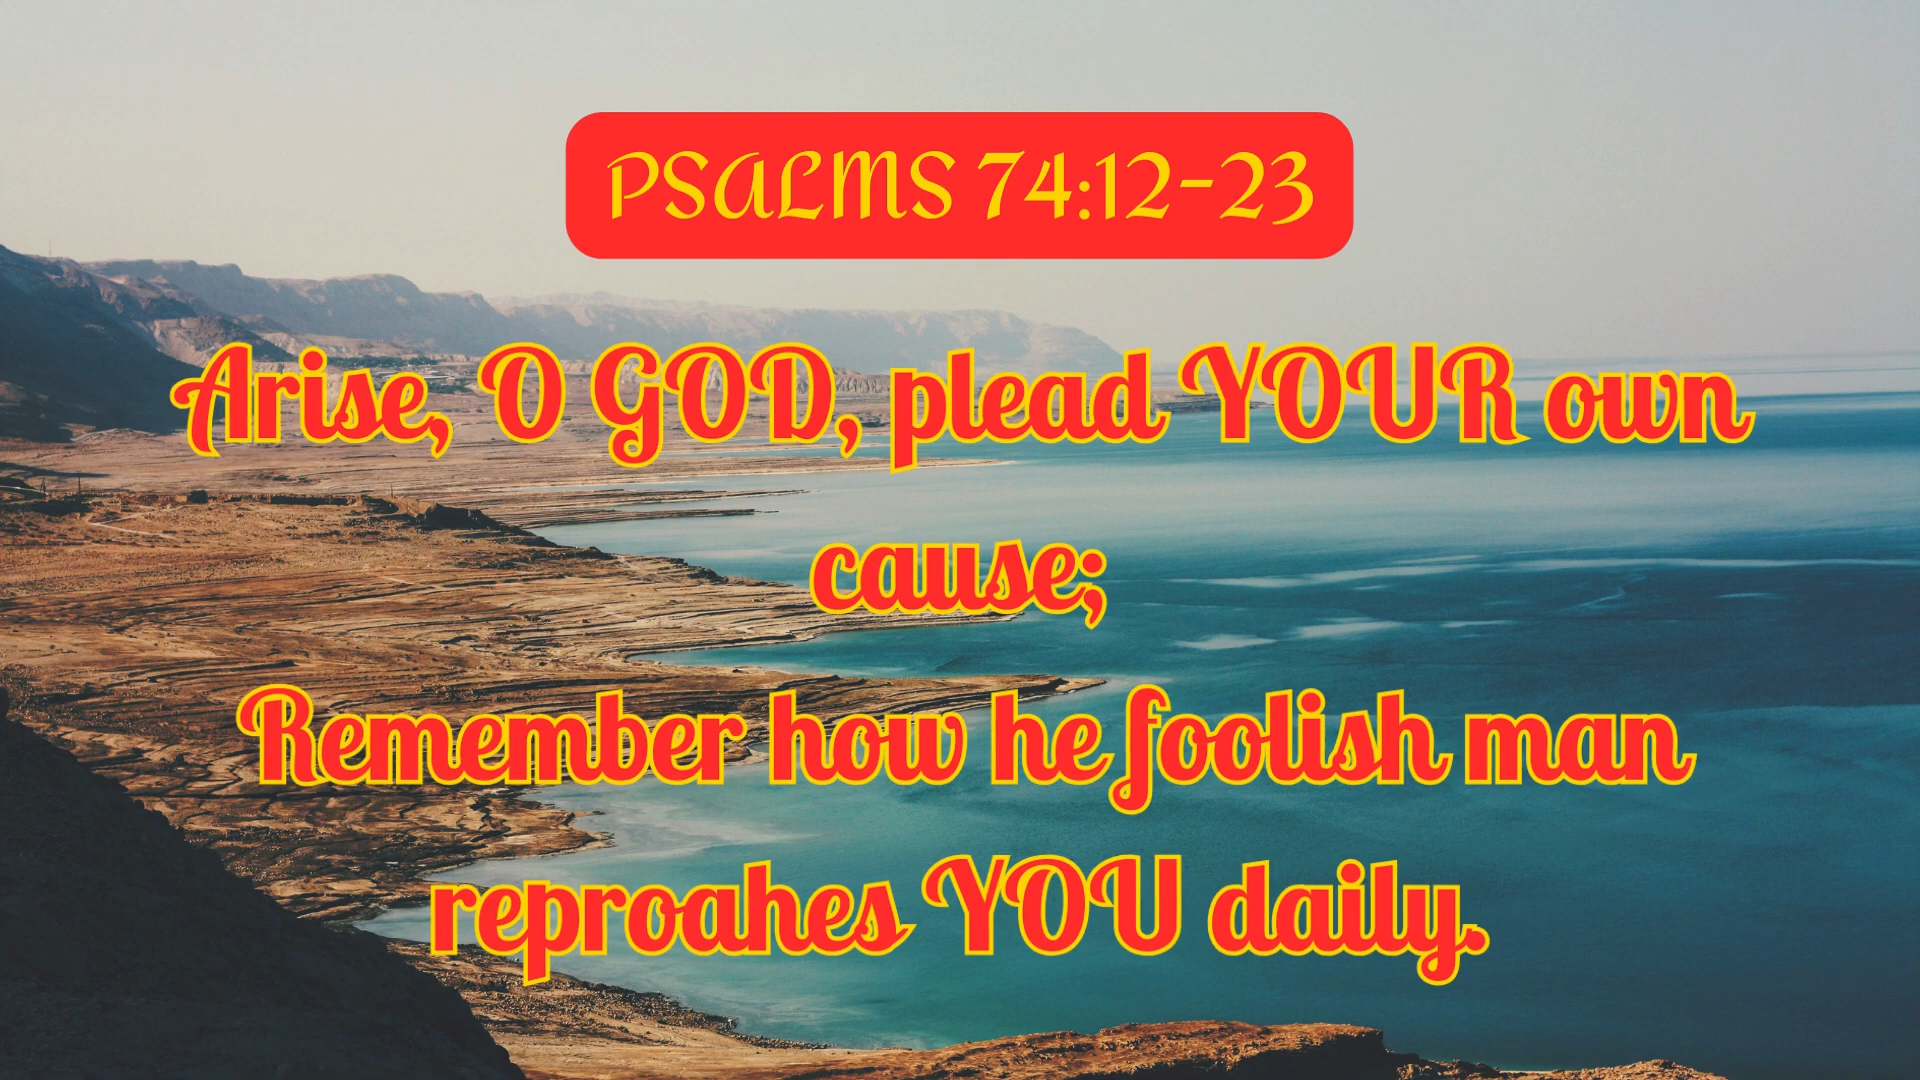 PSALMS 74:12-23
Arise, O GOD, plead YOUR own
cause;
Remember how he foolish man
reproahes YOU daily.